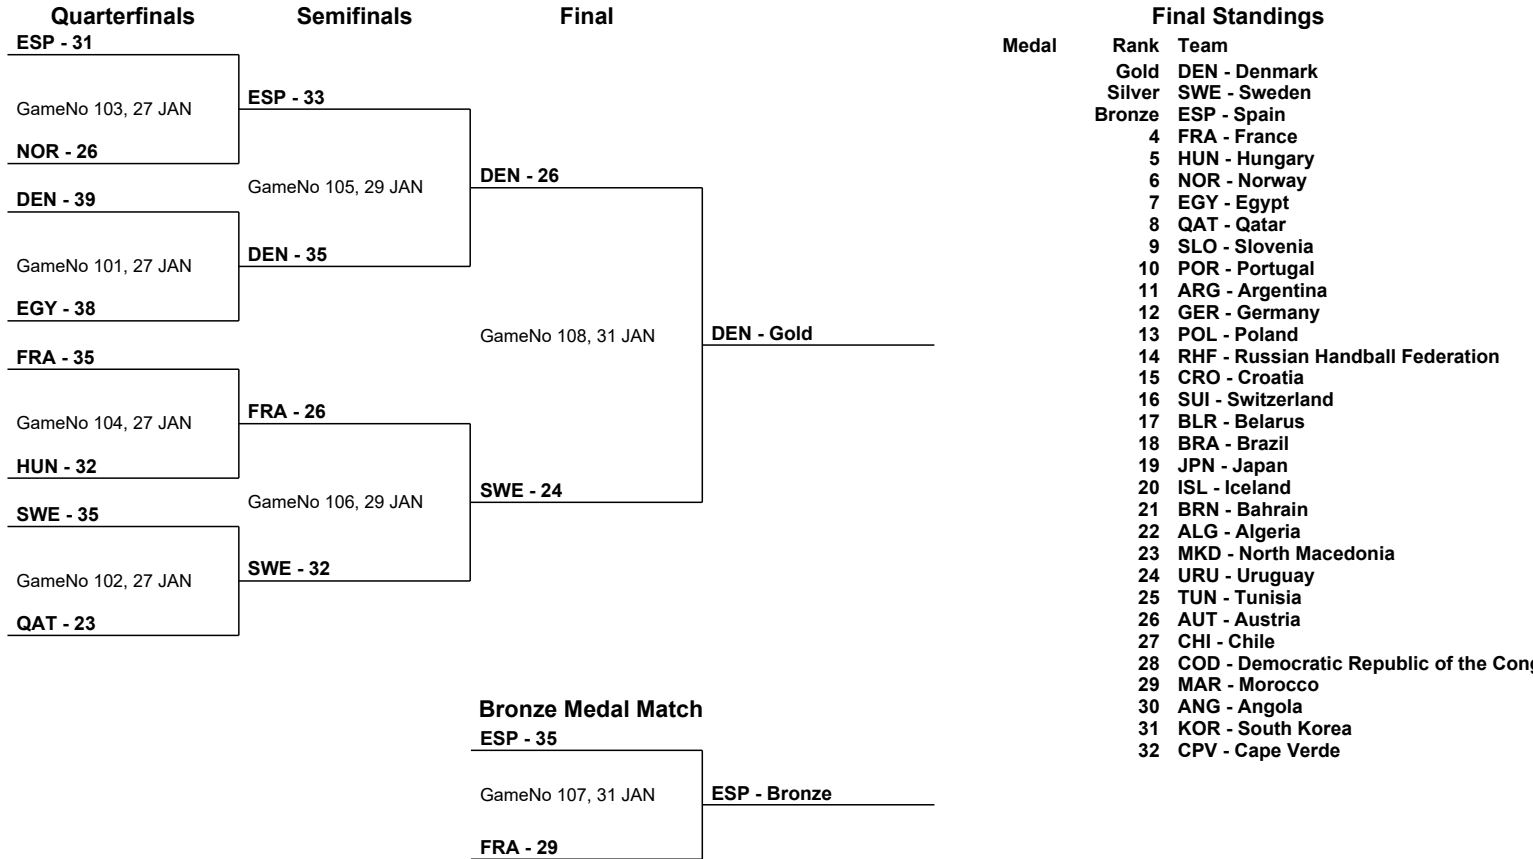 Quarterfinals Semifinals Final
ESP - 31
GameNo 103, 27 JAN
NOR - 26
DEN - 39
GameNo 101, 27 JAN
EGY - 38
FRA - 35
GameNo 104, 27 JAN
HUN - 32
SWE - 35
GameNo 102, 27 JAN
QAT - 23
ESP - 33
GameNo 105, 29 JAN
DEN - 35
FRA - 26
GameNo 106, 29 JAN
SWE - 32
DEN - 26
GameNo 108, 31 JAN
SWE - 24
DEN - Gold
Bronze Medal Match
ESP - 35
GameNo 107, 31 JAN
FRA - 29
ESP - Bronze
Final Standings
Medal Rank Team
Gold DEN - Denmark
Silver SWE - Sweden
Bronze ESP - Spain
4 FRA - France
5 HUN - Hungary
6 NOR - Norway
7 EGY - Egypt
8 QAT - Qatar
9 SLO - Slovenia
10 POR - Portugal
11 ARG - Argentina
12 GER - Germany
13 POL - Poland
14 RHF - Russian Handball Federation
15 CRO - Croatia
16 SUI - Switzerland
17 BLR - Belarus
18 BRA - Brazil
19 JPN - Japan
20 ISL - Iceland
21 BRN - Bahrain
22 ALG - Algeria
23 MKD - North Macedonia
24 URU - Uruguay
25 TUN - Tunisia
26 AUT - Austria
27 CHI - Chile
28 COD - Democratic Republic of the Cong
29 MAR - Morocco
30 ANG - Angola
31 KOR - South Korea
32 CPV - Cape Verde